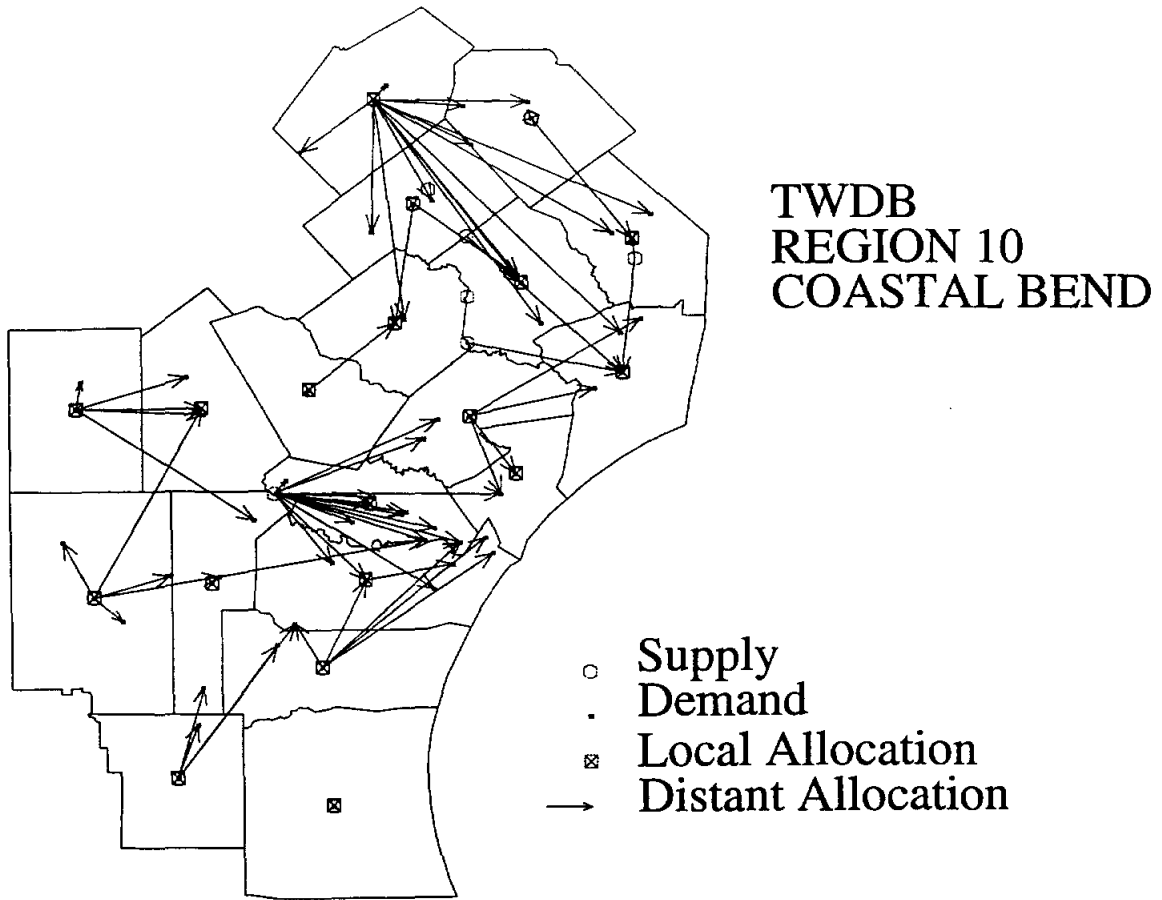 TWDB
REGION 10
COASTAL BEND
Supply
Demand
Local Allocation
Distant Allocation